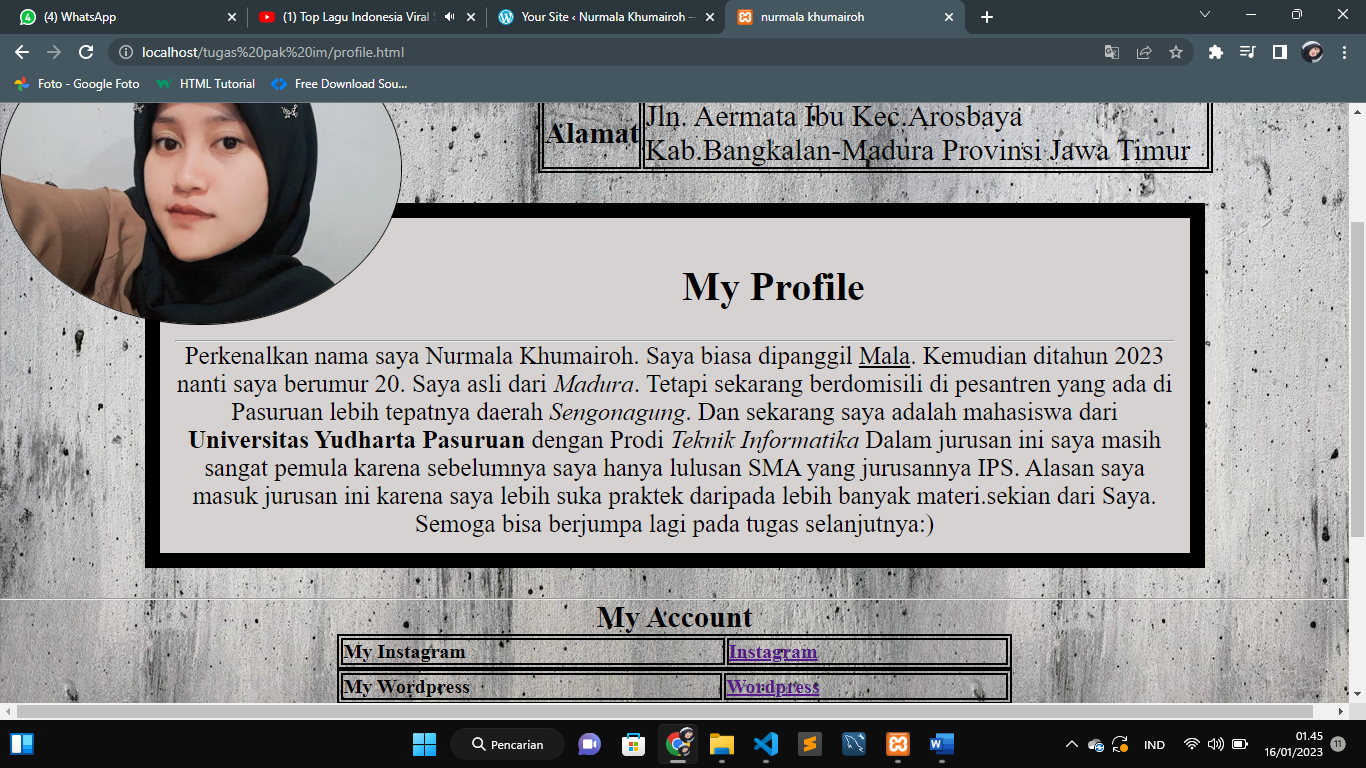 (4) WhatsApp
(1) Top Lagu Indonesia Viral
Your Site ‹ Nurmala Khumairoh —
nurmala khumairoh
localhost/tugas%20pak%20im/profile.html
Foto - Google Foto
HTML Tutorial
Free Download Sou...
Alamat
Jln. Aermata Ibu Kec.Arosbaya
Kab.Bangkalan-Madura Provinsi Jawa Timur
My Profile
Perkenalkan nama saya Nurmala Khumairoh. Saya biasa dipanggil Mala. Kemudian ditahun 2023
nanti saya berumur 20. Saya asli dari Madura. Tetapi sekarang berdomisili di pesantren yang ada di
Pasuruan lebih tepatnya daerah Sengonagung. Dan sekarang saya adalah mahasiswa dari
Universitas Yudharta Pasuruan dengan Prodi Teknik Informatika Dalam jurusan ini saya masih
sangat pemula karena sebelumnya saya hanya lulusan SMA yang jurusannya IPS. Alasan saya
masuk jurusan ini karena saya lebih suka praktek daripada lebih banyak materi.sekian dari Saya.
Semoga bisa berjumpa lagi pada tugas selanjutnya:)
My Account
My Instagram Instagram
My Wordpress Wordpress
Pencarian
IND
01.45
16/01/2023
11